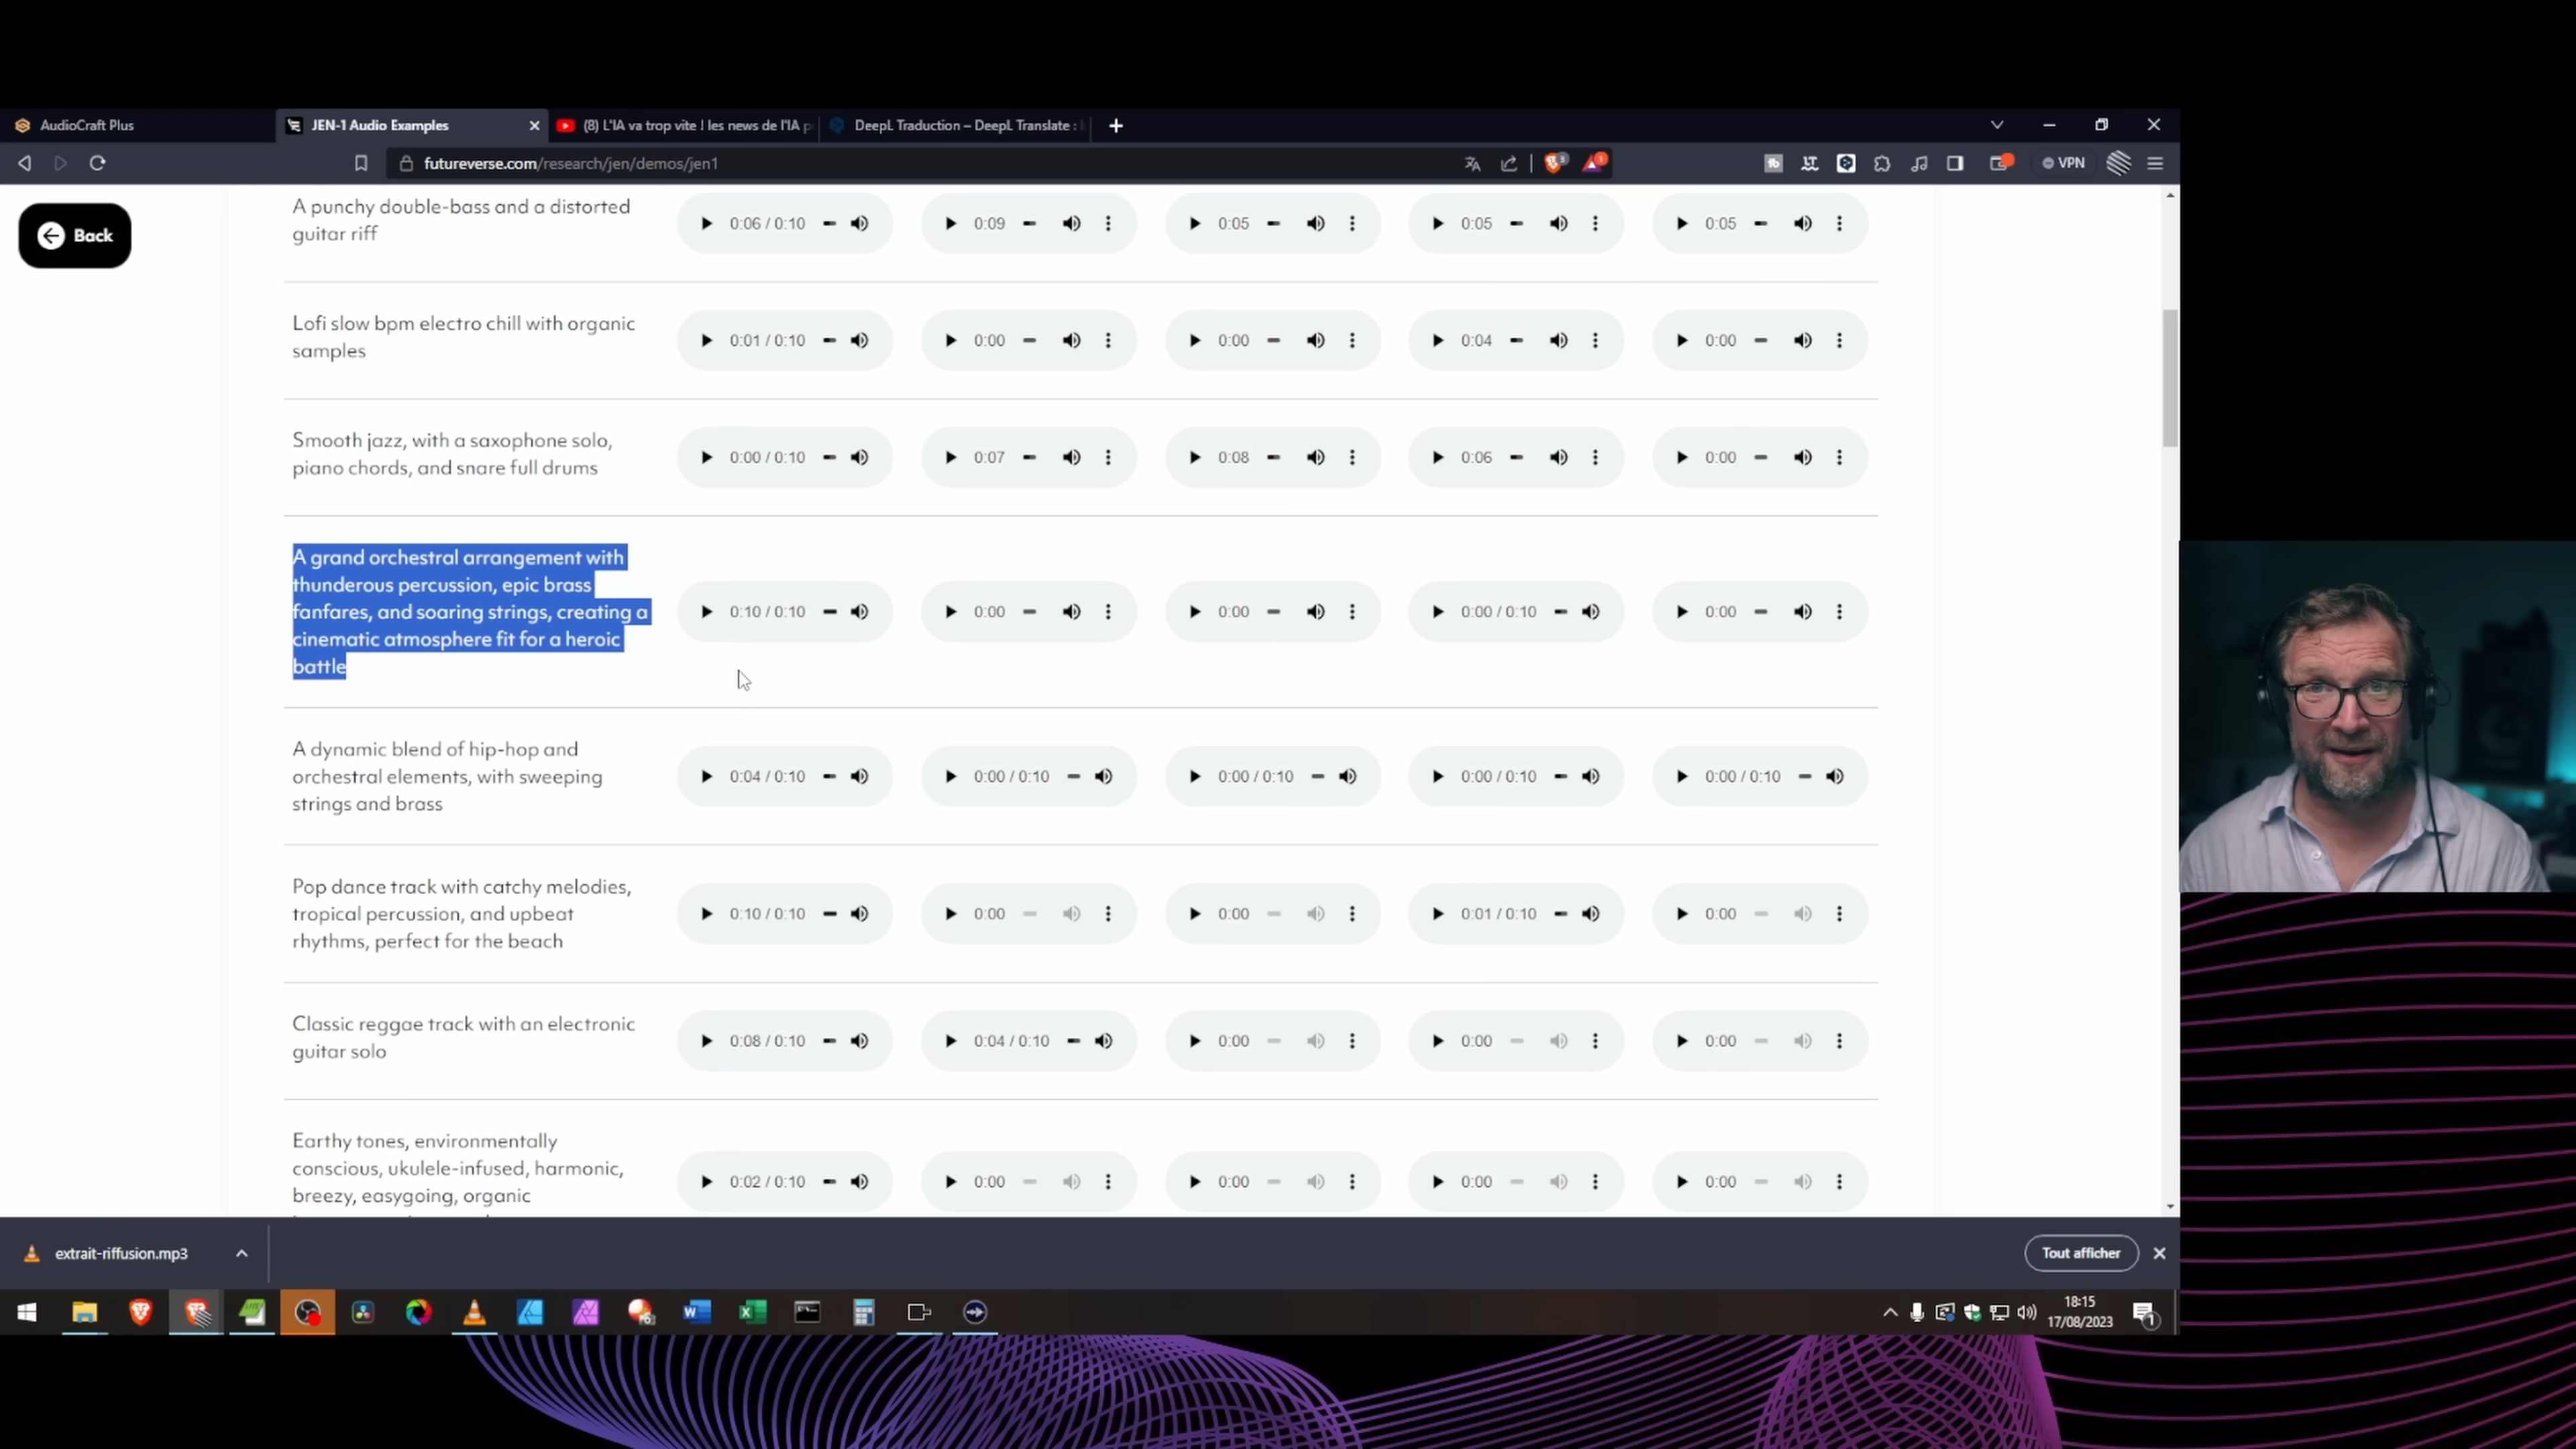 AudioCraft Plus
JEN-1 Audio Examples
(8) L'IA va trop vite ! les news de l'IA p
DeepL Traduction – DeepL Translate :
futureverse.com/research/jen/demos/jen1
VPN
Back
A punchy double-bass and a distorted
guitar riff
0:06 / 0:10
0:09
0:05
0:05
0:05
Lofi slow bpm electro chill with organic
samples
0:01 / 0:10
0:00
0:00
0:04
0:00
Smooth jazz, with a saxophone solo,
piano chords, and snare full drums
0:00 / 0:10
0:07
0:08
0:06
0:00
A grand orchestral arrangement with
thunderous percussion, epic brass
fanfares, and soaring strings, creating a
cinematic atmosphere fit for a heroic
battle
0:10 / 0:10
0:00
0:00
0:00 / 0:10
0:00
A dynamic blend of hip-hop and
orchestral elements, with sweeping
strings and brass
0:04 / 0:10
0:00 / 0:10
0:00 / 0:10
0:00 / 0:10
0:00 / 0:10
Pop dance track with catchy melodies,
tropical percussion, and upbeat
rhythms, perfect for the beach
0:10 / 0:10
0:00
0:00
0:01 / 0:10
0:00
Classic reggae track with an electronic
guitar solo
0:08 / 0:10
0:04 / 0:10
0:00
0:00
0:00
Earthy tones, environmentally
conscious, ukulele-infused, harmonic,
breezy, easygoing, organic
0:02 / 0:10
0:00
0:00
0:00
0:00
extrait-riffusion.mp3
Tout afficher
18:15
17/08/2023